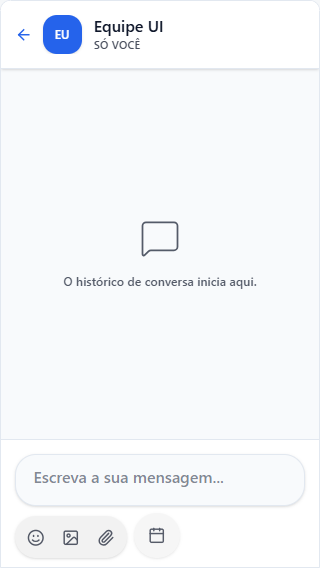 EU
Equipe UI
SÓ VOCÊ
O histórico de conversa inicia aqui.
Escreva a sua mensagem...